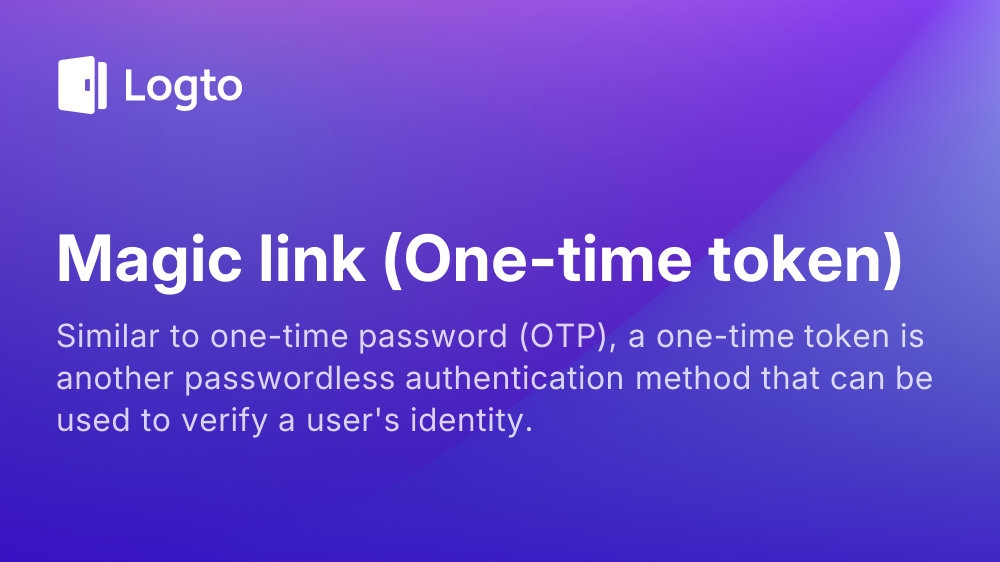 Logto
Magic link (One-time token)
Similar to one-time password (OTP), a one-time token is
another passwordless authentication method that can be
used to verify a user's identity.